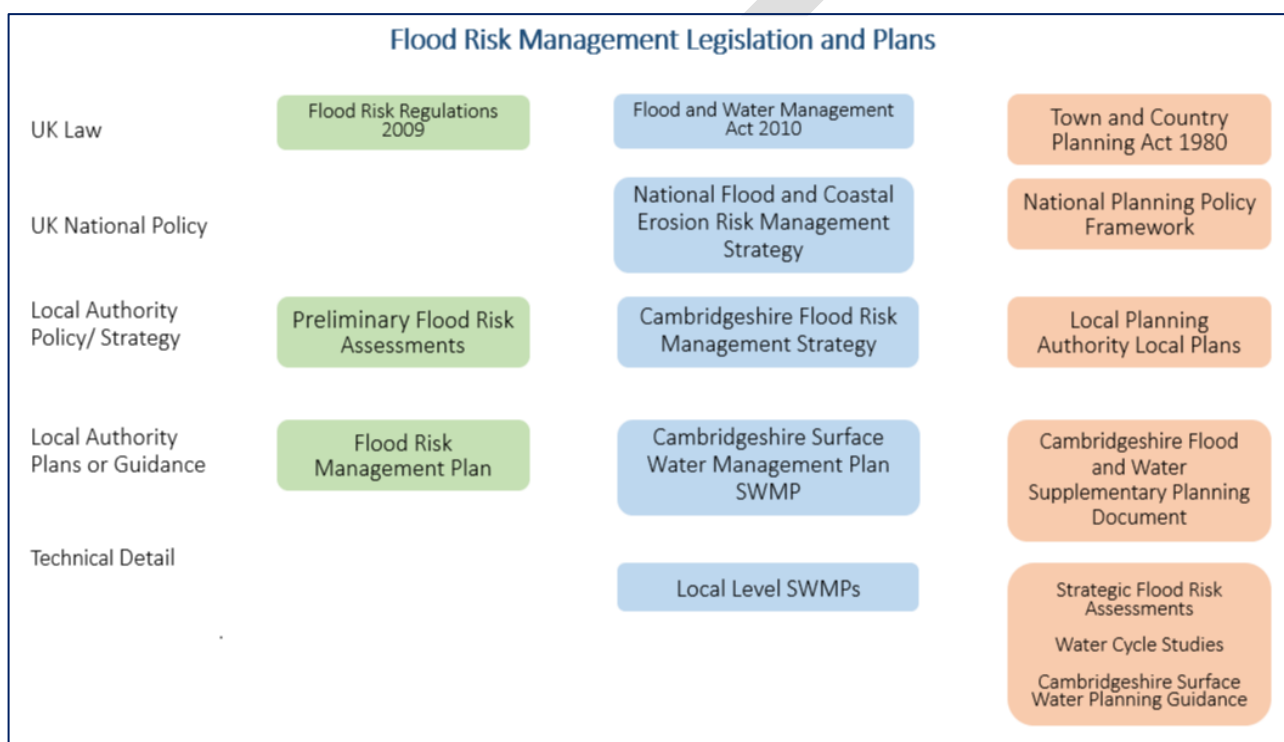 Flood Risk Management Legislation and Plans
UK Law
Flood Risk Regulations
2009
Flood and Water Management
Act 2010
Town and Country
Planning Act 1980
UK National Policy
National Flood and Coastal
Erosion Risk Management
Strategy
National Planning Policy
Framework
Local Authority
Policy/ Strategy
Preliminary Flood Risk
Assessments
Cambridgeshire Flood Risk
Management Strategy
Local Planning
Authority Local Plans
Local Authority
Plans or Guidance
Flood Risk
Management Plan
Cambridgeshire Surface
Water Management Plan
SWMP
Cambridgeshire Flood
and Water
Supplementary Planning
Document
Technical Detail
.
Local Level SWMPs
Strategic Flood Risk
Assessments
Water Cycle Studies
Cambridgeshire Surface
Water Planning Guidance